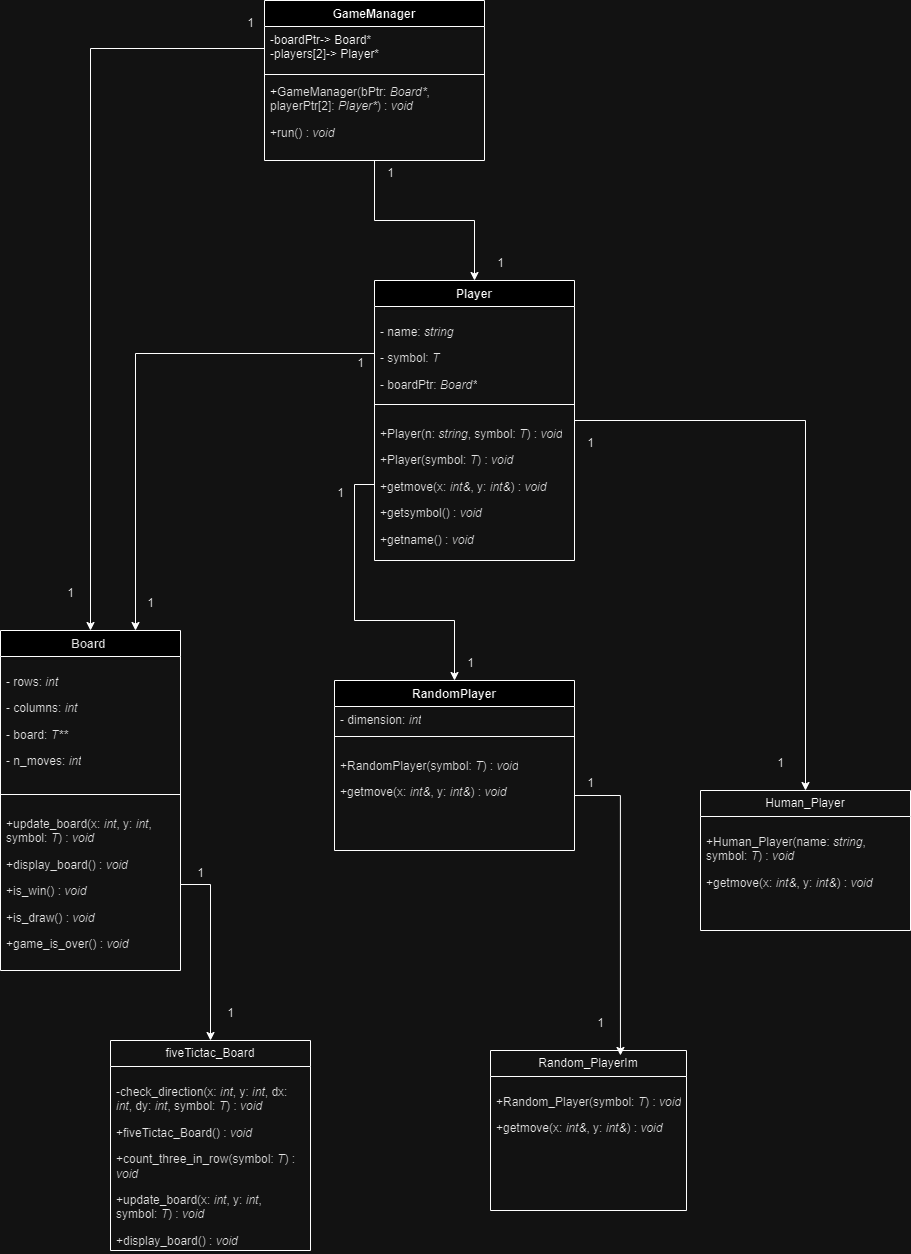 GameManager
-boardPtr-> Board*
-players[2]-> Player*
+GameManager(bPtr: Board*,
playerPtr[2]: Player*) : void
+run() : void
1
1
1
Player
- name: string
- symbol: T
- boardPtr: Board*
+Player(n: string, symbol: T) : void
+Player(symbol: T) : void
+getmove(x: int&, y: int&) : void
+getsymbol() : void
+getname() : void
1
1
1
1
1
1
Board
- rows: int
- columns: int
- board: T**
- n_moves: int
+update_board(x: int, y: int,
symbol: T) : void
+display_board() : void
+is_win() : void
+is_draw() : void
+game_is_over() : void
RandomPlayer
- dimension: int
+RandomPlayer(symbol: T) : void
+getmove(x: int&, y: int&) : void
1
1
Human_Player
+Human_Player(name: string,
symbol: T) : void
+getmove(x: int&, y: int&) : void
1
1
1
fiveTictac_Board
-check_direction(x: int, y: int, dx:
int, dy: int, symbol: T) : void
+fiveTictac_Board() : void
+count_three_in_row(symbol: T) :
void
+update_board(x: int, y: int,
symbol: T) : void
+display_board() : void
Random_PlayerIm
+Random_Player(symbol: T) : void
+getmove(x: int&, y: int&) : void